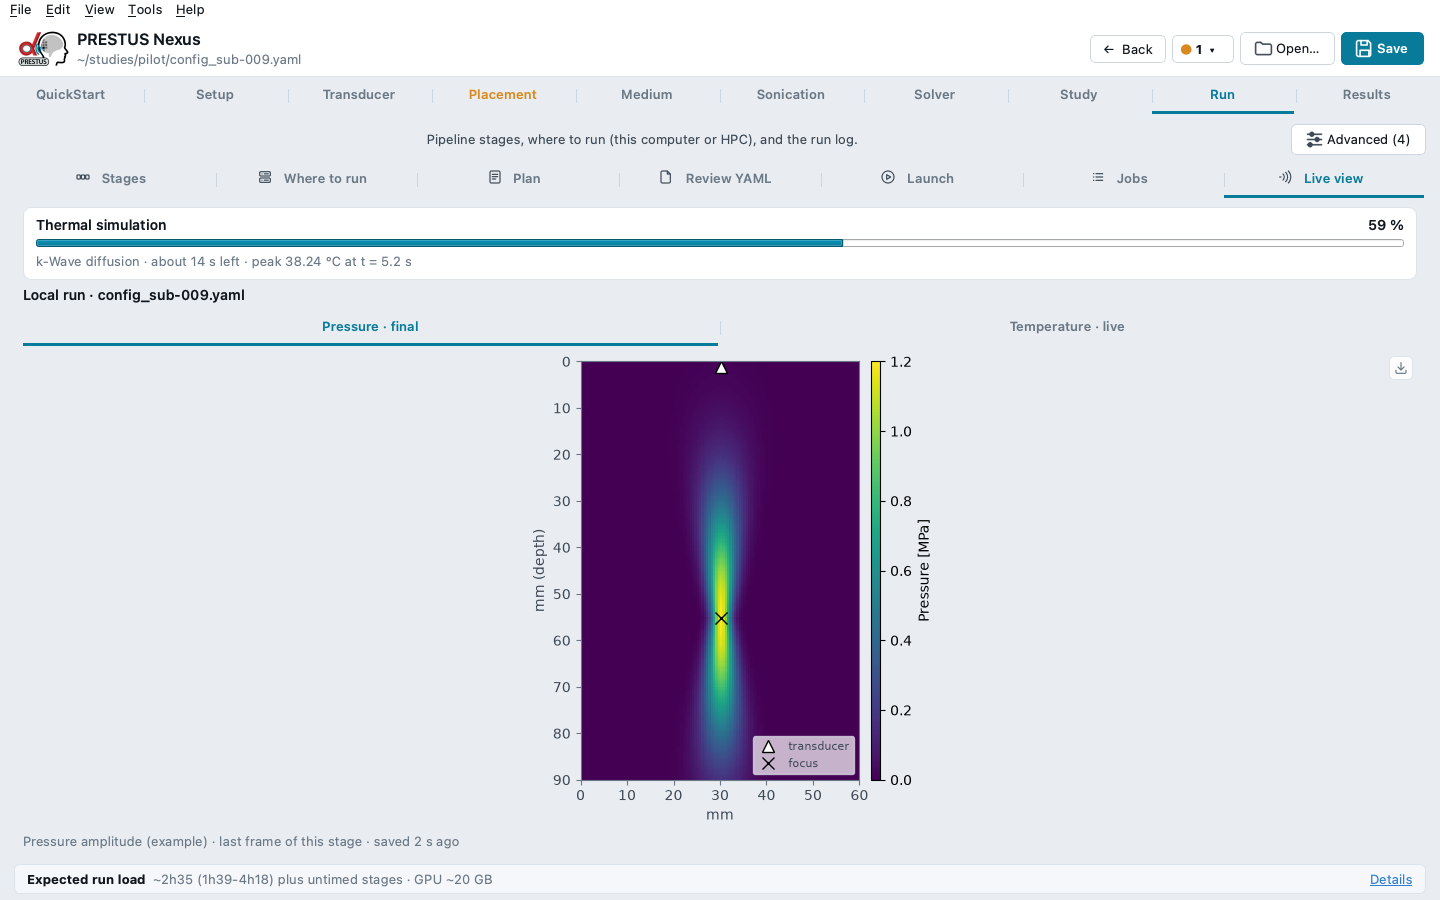 File Edit View Tools Help
PRESTUS Nexus
~/studies/pilot/config_sub-009.yaml
PRESTUS
← Back
1
Open...
Save
QuickStart Setup Transducer Placement Medium Sonication Solver Study Run Results
Pipeline stages, where to run (this computer or HPC), and the run log.
Advanced (4)
Stages Where to run Plan Review YAML Launch Jobs Live view
Thermal simulation 59 %
k-Wave diffusion · about 14 s left · peak 38.24 °C at t = 5.2 s
Local run · config_sub-009.yaml
Pressure · final Temperature · live
0
10
20
30
40
50
60
70
80
90
mm (depth)
0 10 20 30 40 50 60
mm
transducer
focus
1.2
1.0
0.8
0.6
0.4
0.2
0.0
Pressure [MPa]
Pressure amplitude (example) · last frame of this stage · saved 2 s ago
Expected run load ~2h35 (1h39-4h18) plus untimed stages · GPU ~20 GB Details